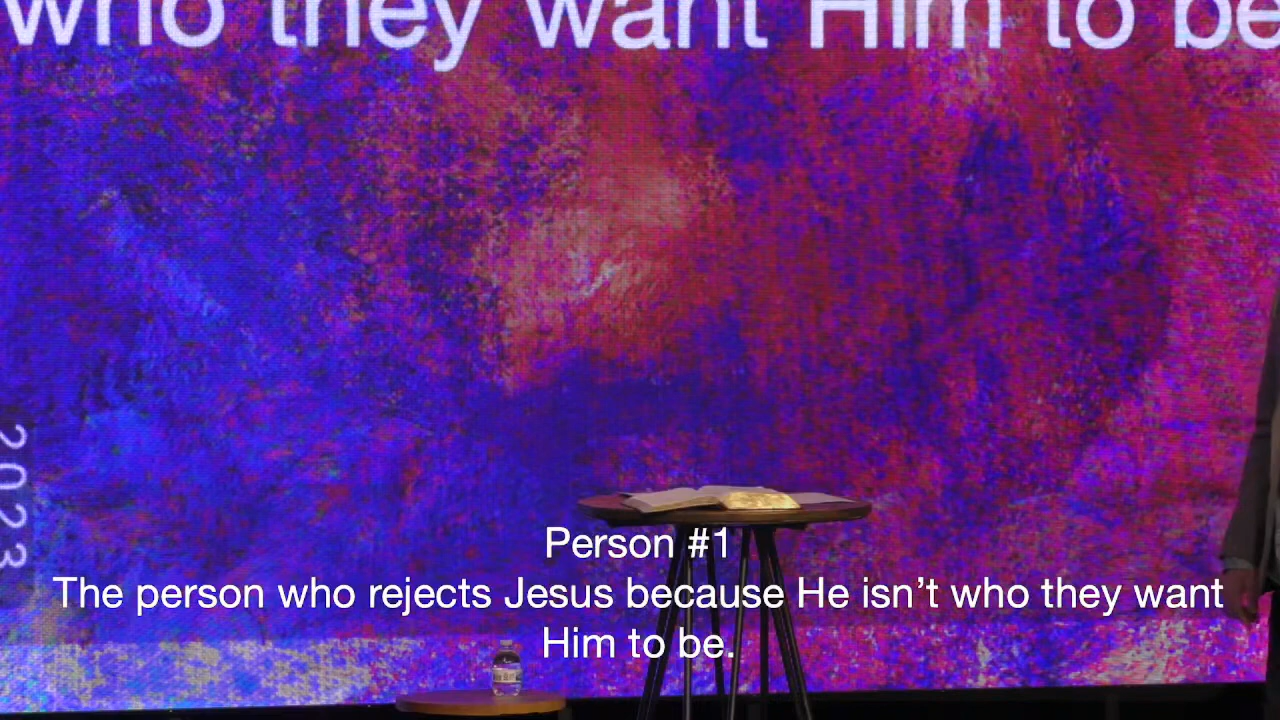 who they want Him to be
2023
Person #1
The person who rejects Jesus because He isn’t who they want
Him to be.